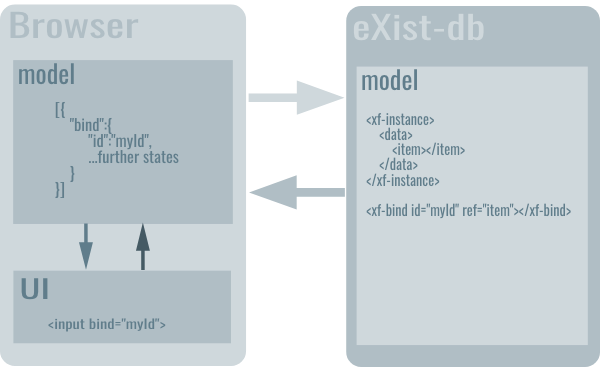 Browser
model
[{
"bind":{
"id":"myId",
...further states
}
}]
UI
<input bind="myId">
eXist-db
model
<xf-instance>
<data>
<item></item>
</data>
</xf-instance>
<xf-bind id="myId" ref="item"></xf-bind>